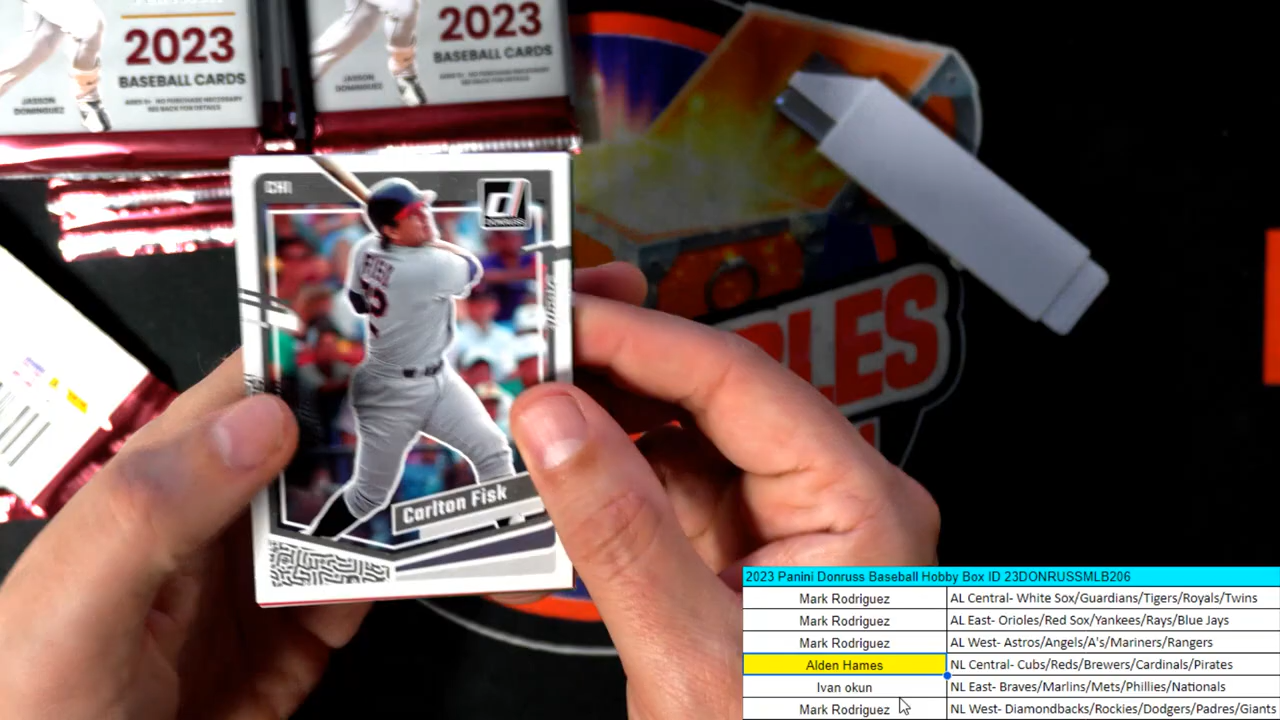 2023
BASEBALL CARDS
JASSON
DOMINGUEZ
2023
BASEBALL CARDS
JASSON
DOMINGUEZ
CHI
d
DONRUSS
FISK
Carlton Fisk
LES
2023 Panini Donruss Baseball Hobby Box ID 23DONRUSSMLB206
Mark Rodriguez AL Central- White Sox/Guardians/Tigers/Royals/Twins
Mark Rodriguez AL East- Orioles/Red Sox/Yankees/Rays/Blue Jays
Mark Rodriguez AL West- Astros/Angels/A's/Mariners/Rangers
Alden Hames NL Central- Cubs/Reds/Brewers/Cardinals/Pirates
Ivan okun NL East- Braves/Marlins/Mets/Phillies/Nationals
Mark Rodriguez NL West- Diamondbacks/Rockies/Dodgers/Padres/Giants